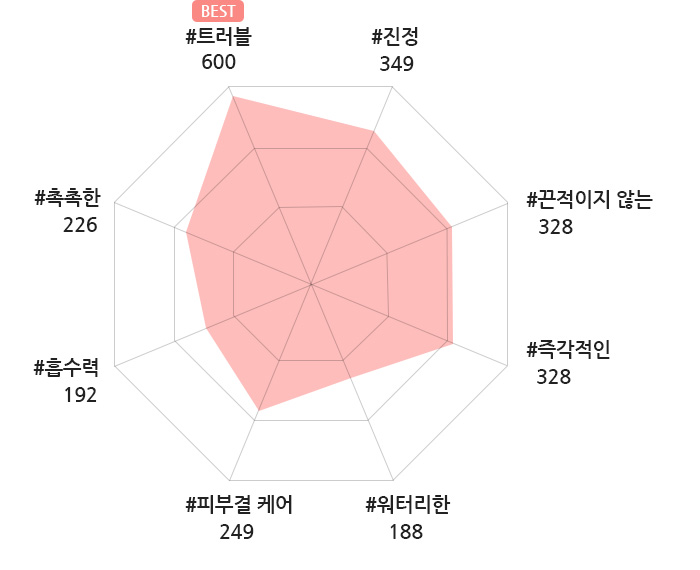 BEST
#트러블
600
#진정
349
#촉촉한
226
#끈적이지 않는
328
#흡수력
192
#즉각적인
328
#피부결 케어
249
#워터리한
188